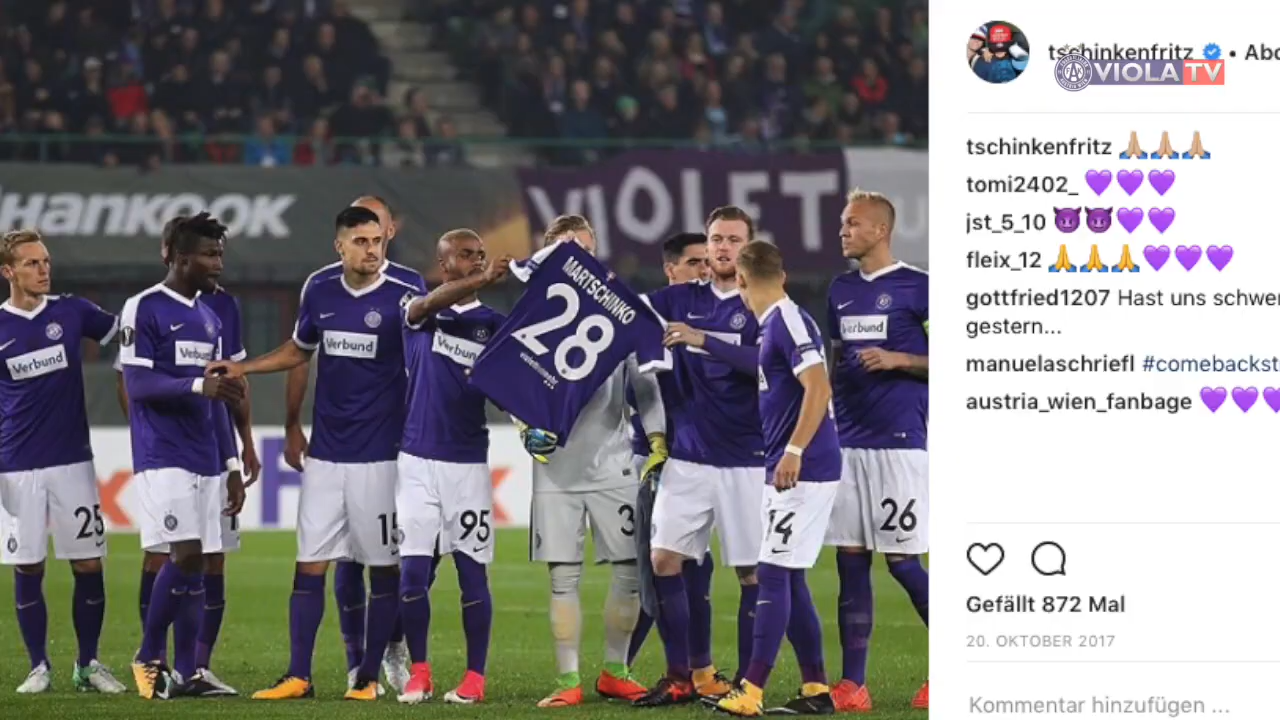 HANKOOK
VIOLET
MARTSCHINKO
28
Verbund
Verbund
Verbund
Verbund
Verbund
25
15
95
3
14
26
tschinkenfritz • Abo
VIOLA TV
tschinkenfritz 🙏🏼🙏🏼🙏🏼
tomi2402_ 💜💜💜
jst_5_10 😈😈💜💜
fleix_12 🙏🙏🙏💜💜💜
gottfried1207 Hast uns schwer
gestern...
manuelaschriefl #comebackst
austria_wien_fanbage 💜💜💜
Gefällt 872 Mal
20. OKTOBER 2017
Kommentar hinzufügen ...